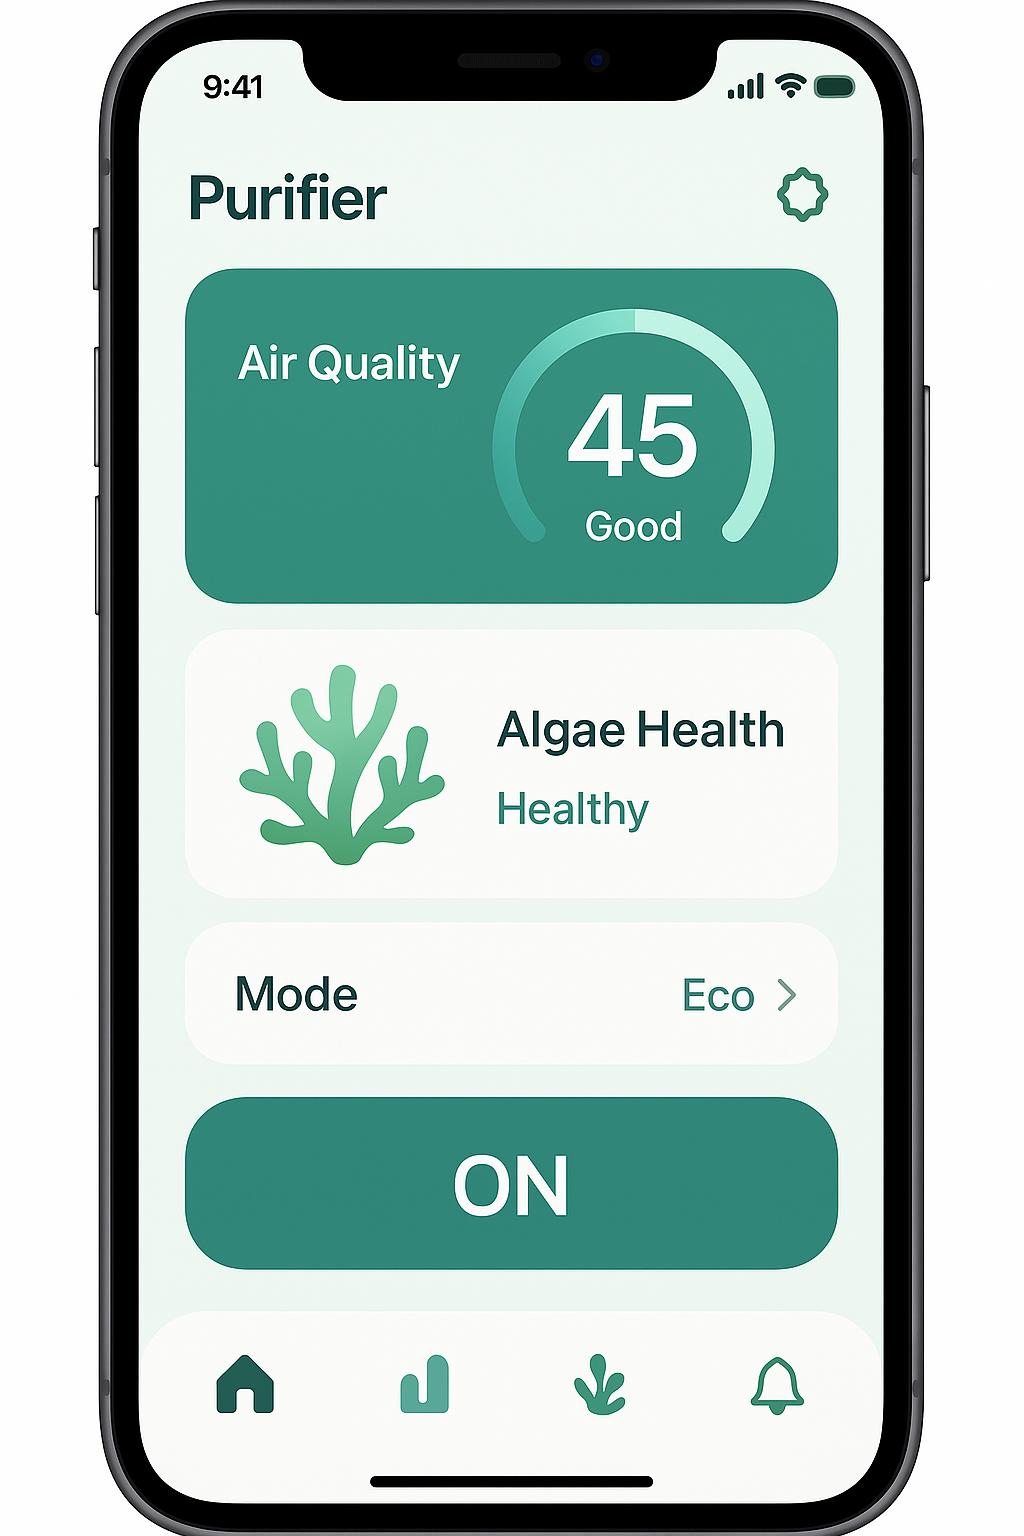 9:41
Purifier
Air Quality
45
Good
Algae Health
Healthy
Mode
Eco
ON